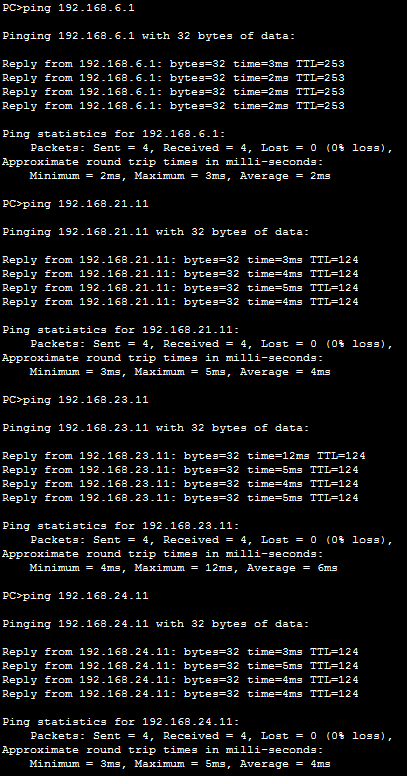 PC>ping 192.168.6.1
Pinging 192.168.6.1 with 32 bytes of data:
Reply from 192.168.6.1: bytes=32 time=3ms TTL=253
Reply from 192.168.6.1: bytes=32 time=2ms TTL=253
Reply from 192.168.6.1: bytes=32 time=2ms TTL=253
Reply from 192.168.6.1: bytes=32 time=2ms TTL=253
Ping statistics for 192.168.6.1:
Packets: Sent = 4, Received = 4, Lost = 0 (0% loss),
Approximate round trip times in milli-seconds:
Minimum = 2ms, Maximum = 3ms, Average = 2ms
PC>ping 192.168.21.11
Pinging 192.168.21.11 with 32 bytes of data:
Reply from 192.168.21.11: bytes=32 time=3ms TTL=124
Reply from 192.168.21.11: bytes=32 time=4ms TTL=124
Reply from 192.168.21.11: bytes=32 time=5ms TTL=124
Reply from 192.168.21.11: bytes=32 time=4ms TTL=124
Ping statistics for 192.168.21.11:
Packets: Sent = 4, Received = 4, Lost = 0 (0% loss),
Approximate round trip times in milli-seconds:
Minimum = 3ms, Maximum = 5ms, Average = 4ms
PC>ping 192.168.23.11
Pinging 192.168.23.11 with 32 bytes of data:
Reply from 192.168.23.11: bytes=32 time=12ms TTL=124
Reply from 192.168.23.11: bytes=32 time=5ms TTL=124
Reply from 192.168.23.11: bytes=32 time=4ms TTL=124
Reply from 192.168.23.11: bytes=32 time=5ms TTL=124
Ping statistics for 192.168.23.11:
Packets: Sent = 4, Received = 4, Lost = 0 (0% loss),
Approximate round trip times in milli-seconds:
Minimum = 4ms, Maximum = 12ms, Average = 6ms
PC>ping 192.168.24.11
Pinging 192.168.24.11 with 32 bytes of data:
Reply from 192.168.24.11: bytes=32 time=3ms TTL=124
Reply from 192.168.24.11: bytes=32 time=5ms TTL=124
Reply from 192.168.24.11: bytes=32 time=4ms TTL=124
Reply from 192.168.24.11: bytes=32 time=4ms TTL=124
Ping statistics for 192.168.24.11:
Packets: Sent = 4, Received = 4, Lost = 0 (0% loss),
Approximate round trip times in milli-seconds:
Minimum = 3ms, Maximum = 5ms, Average = 4ms